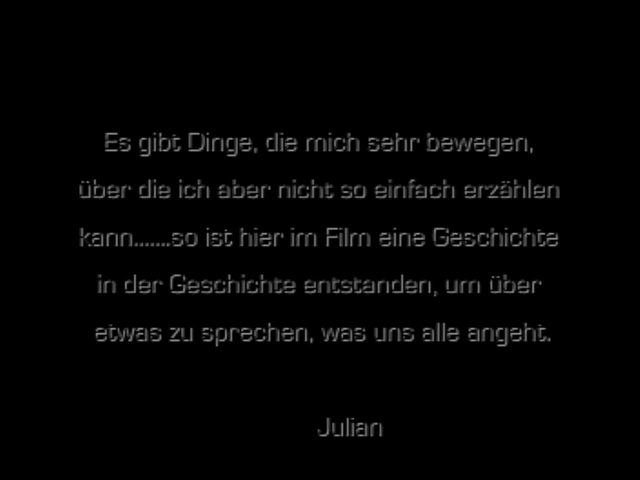 Es gibt Dinge, die mich sehr bewegen,
über die ich aber nicht so einfach erzählen
kann.......so ist hier im Film eine Geschichte
in der Geschichte entstanden, um über
etwas zu sprechen, was uns alle angeht.
Julian